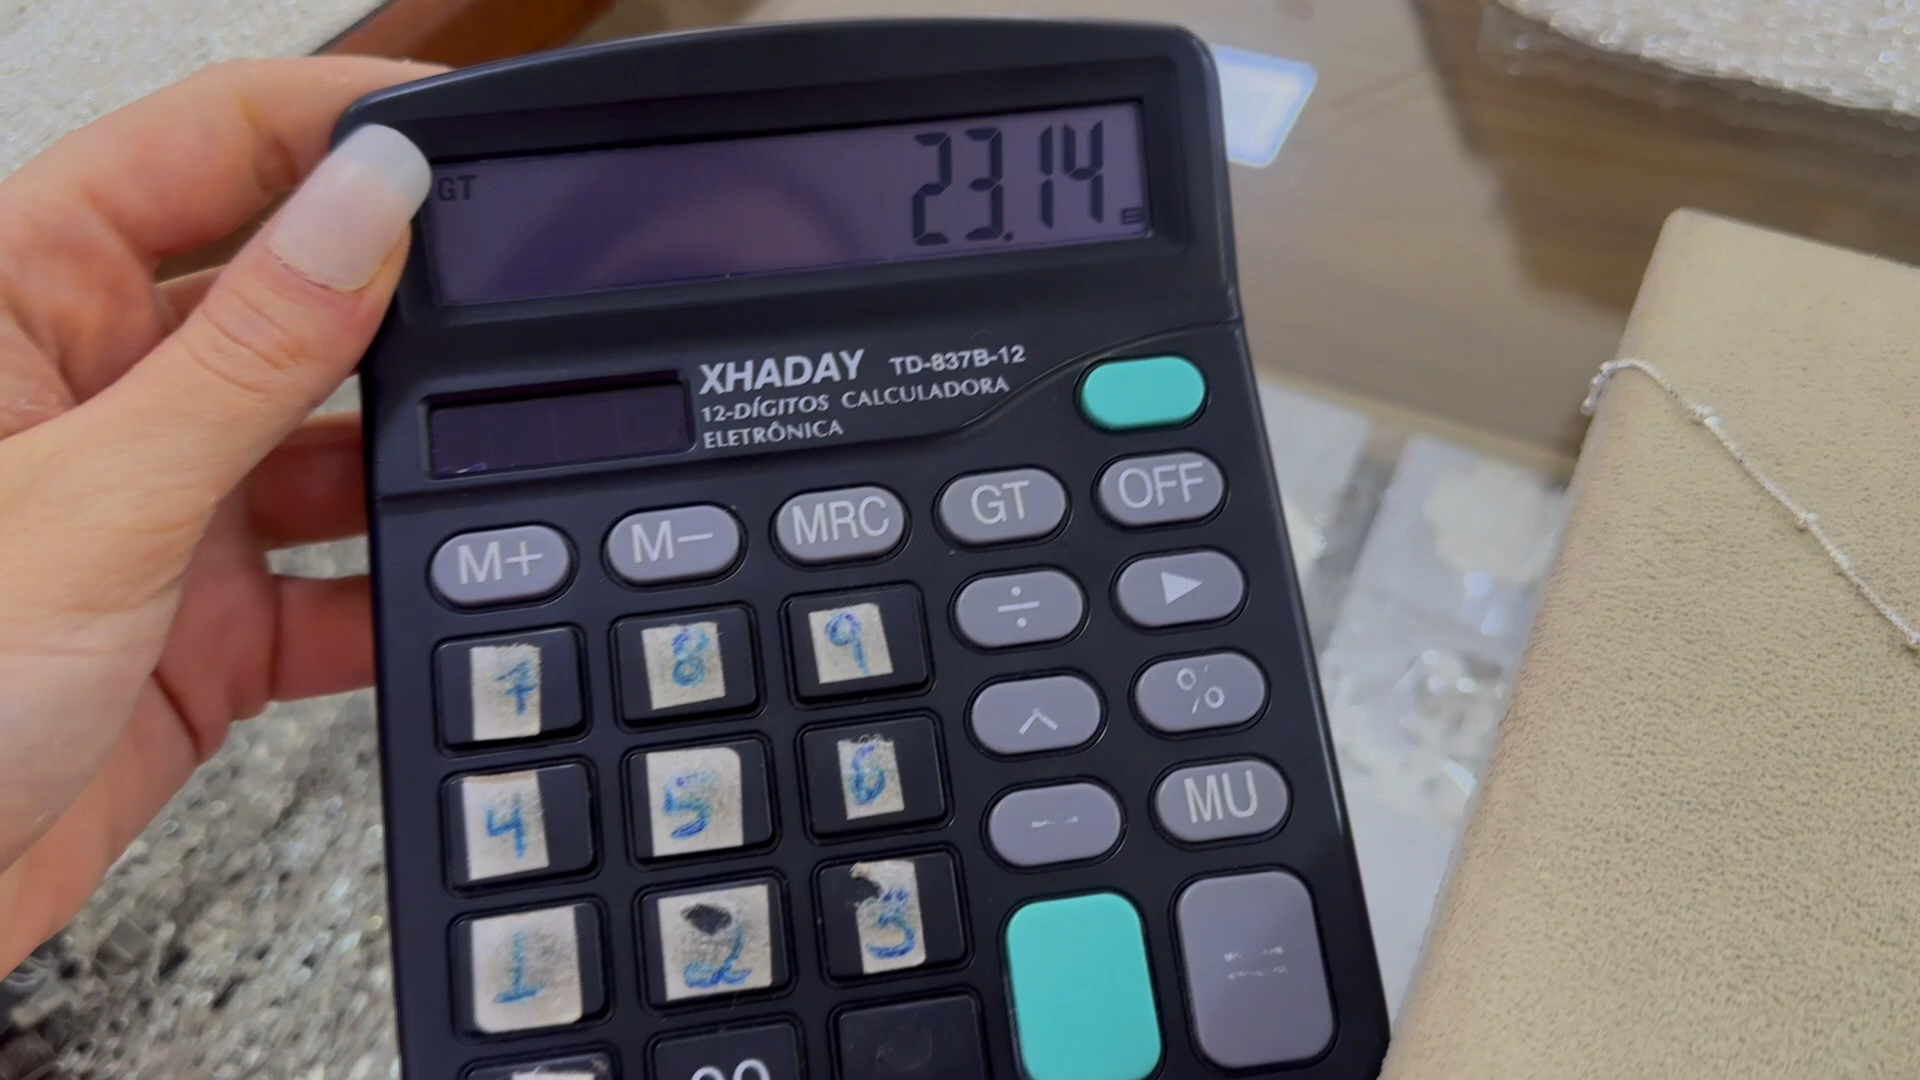 GT 23.14
XHADAY TD-837B-12
12-DÍGITOS CALCULADORA
ELETRÔNICA
M+ M− MRC GT OFF
7 8 9 ÷ ▶
4 5 6 %
1 2 3 MU
00